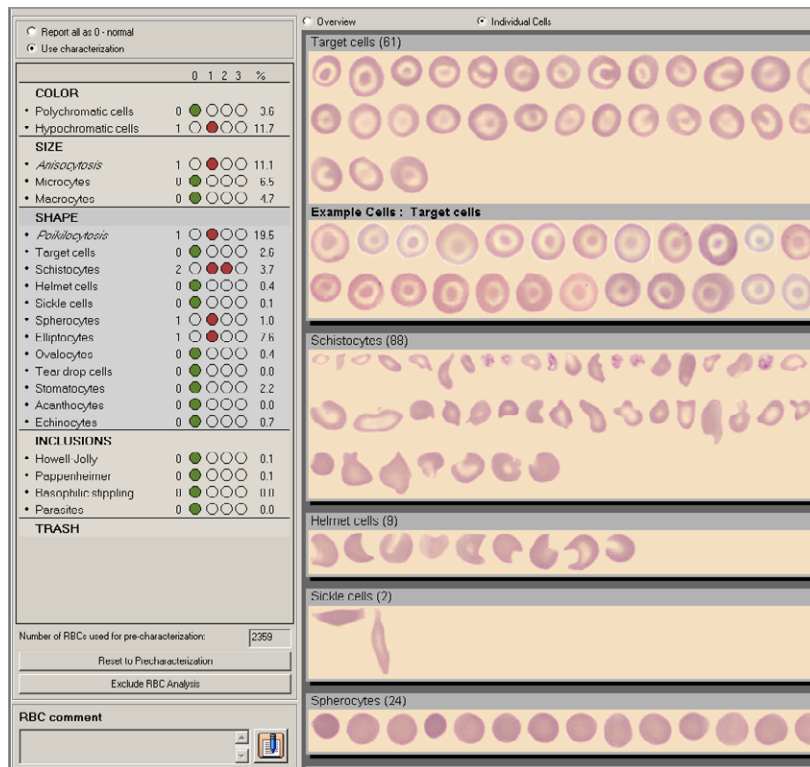 Report all as 0 - normal
Use characterization
0 1 2 3 %
COLOR
• Polychromatic cells 0 3.6
• Hypochromatic cells 1 11.7
SIZE
• Anisocytosis 1 11.1
• Microcytes 0 6.5
• Macrocytes 0 4.7
SHAPE
• Poikilocytosis 1 19.5
• Target cells 0 2.6
• Schistocytes 2 3.7
• Helmet cells 0 0.4
• Sickle cells 0 0.1
• Spherocytes 1 1.0
• Elliptocytes 1 7.6
• Ovalocytes 0 0.4
• Tear drop cells 0 0.0
• Stomatocytes 0 2.2
• Acanthocytes 0 0.0
• Echinocytes 0 0.7
INCLUSIONS
• Howell-Jolly 0 0.1
• Pappenheimer 0 0.1
• Basophilic stippling 0 0.0
• Parasites 0 0.0
TRASH
Number of RBCs used for pre-characterization: 2359
Reset to Precharacterization
Exclude RBC Analysis
RBC comment
Overview
Individual Cells
Target cells (61)
Example Cells : Target cells
Schistocytes (88)
Helmet cells (9)
Sickle cells (2)
Spherocytes (24)